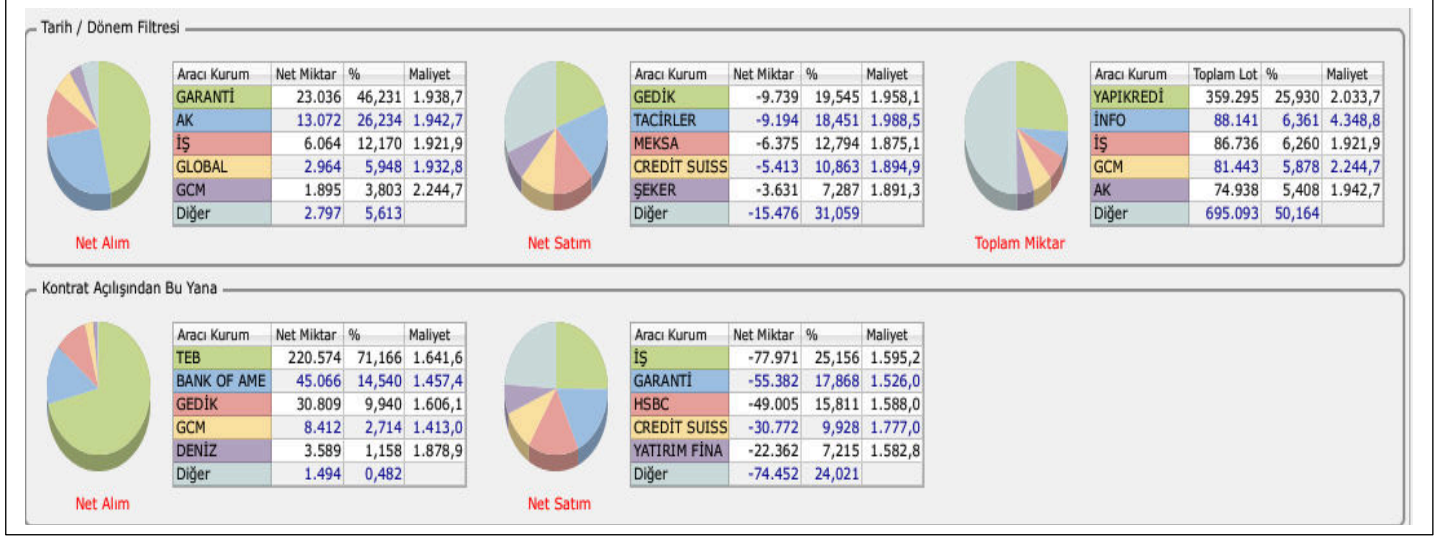 Tarih / Dönem Filtresi
Aracı Kurum Net Miktar % Maliyet
GARANTİ 23.036 46,231 1.938,7
AK 13.072 26,234 1.942,7
İŞ 6.064 12,170 1.921,9
GLOBAL 2.964 5,948 1.932,8
GCM 1.895 3,803 2.244,7
Diğer 2.797 5,613
Net Alım
Aracı Kurum Net Miktar % Maliyet
GEDİK -9.739 19,545 1.958,1
TACİRLER -9.194 18,451 1.988,5
MEKSA -6.375 12,794 1.875,1
CREDİT SUISS -5.413 10,863 1.894,9
ŞEKER -3.631 7,287 1.891,3
Diğer -15.476 31,059
Net Satım
Aracı Kurum Toplam Lot % Maliyet
YAPIKREDİ 359.295 25,930 2.033,7
İNFO 88.141 6,361 4.348,8
İŞ 86.736 6,260 1.921,9
GCM 81.443 5,878 2.244,7
AK 74.938 5,408 1.942,7
Diğer 695.093 50,164
Toplam Miktar
Kontrat Açılışından Bu Yana
Aracı Kurum Net Miktar % Maliyet
TEB 220.574 71,166 1.641,6
BANK OF AME 45.066 14,540 1.457,4
GEDİK 30.809 9,940 1.606,1
GCM 8.412 2,714 1.413,0
DENİZ 3.589 1,158 1.878,9
Diğer 1.494 0,482
Net Alım
Aracı Kurum Net Miktar % Maliyet
İŞ -77.971 25,156 1.595,2
GARANTİ -55.382 17,868 1.526,0
HSBC -49.005 15,811 1.588,0
CREDİT SUISS -30.772 9,928 1.777,0
YATIRIM FİNA -22.362 7,215 1.582,8
Diğer -74.452 24,021
Net Satım